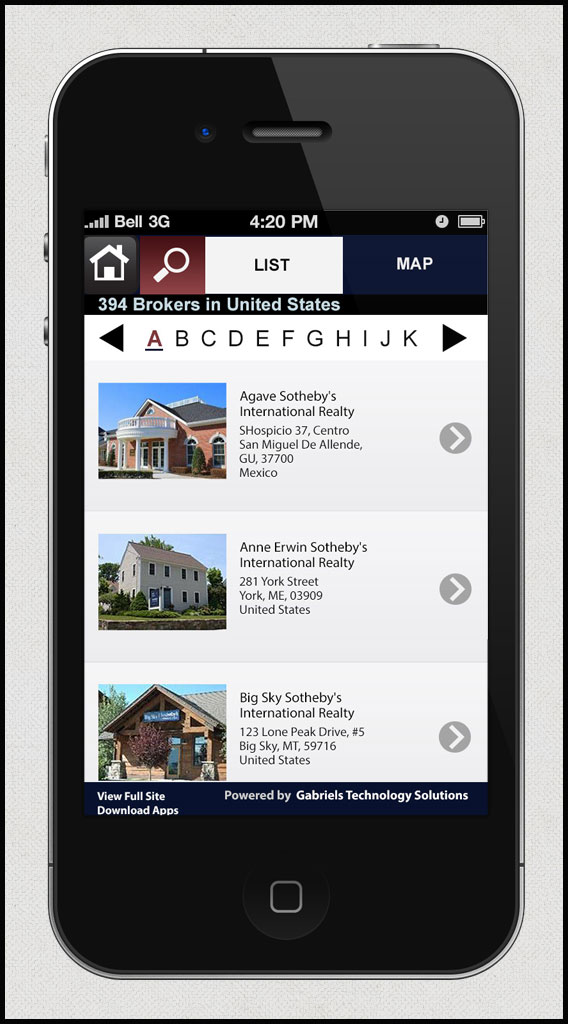 Bell 3G 4:20 PM
LIST MAP
394 Brokers in United States
A B C D E F G H I J K
Agave Sotheby's
International Realty
SHospicio 37, Centro
San Miguel De Allende,
GU, 37700
Mexico
Anne Erwin Sotheby's
International Realty
281 York Street
York, ME, 03909
United States
Big Sky Sotheby's
International Realty
123 Lone Peak Drive, #5
Big Sky, MT, 59716
United States
View Full Site Powered by Gabriels Technology Solutions
Download Apps